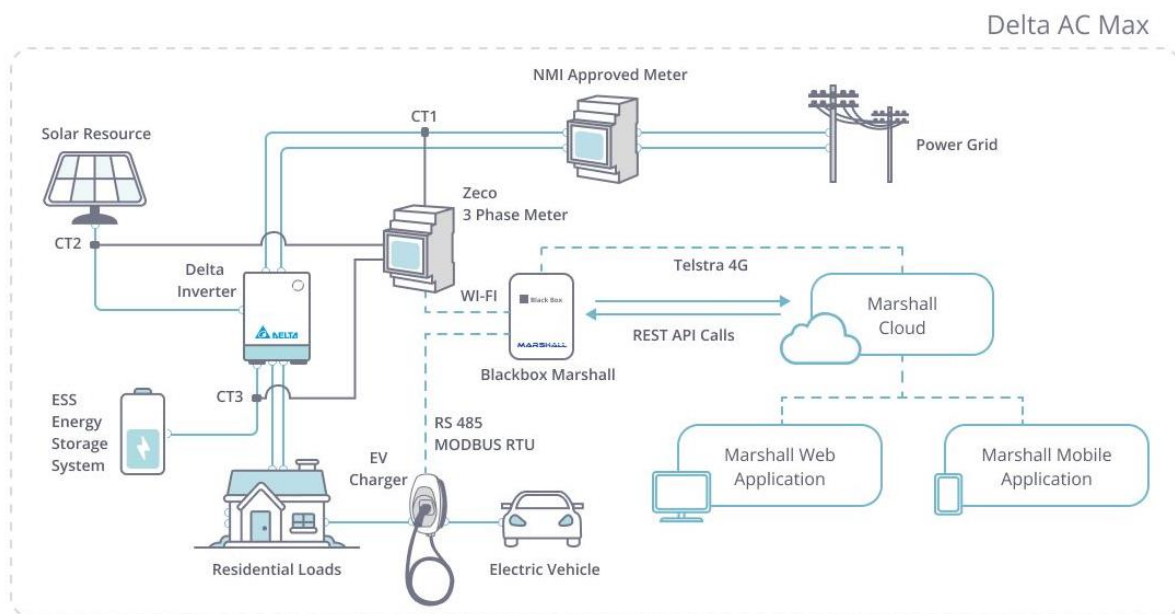 Delta AC Max
NMI Approved Meter
CT1
Solar Resource
Power Grid
Zeco
3 Phase Meter
CT2
Delta
Inverter
Telstra 4G
WI-FI
Black Box
MARSHALL
Marshall
Cloud
REST API Calls
DELTA
Blackbox Marshall
CT3
ESS
Energy
Storage
System
RS 485
MODBUS RTU
EV
Charger
Marshall Web
Application
Marshall Mobile
Application
Residential Loads
Electric Vehicle